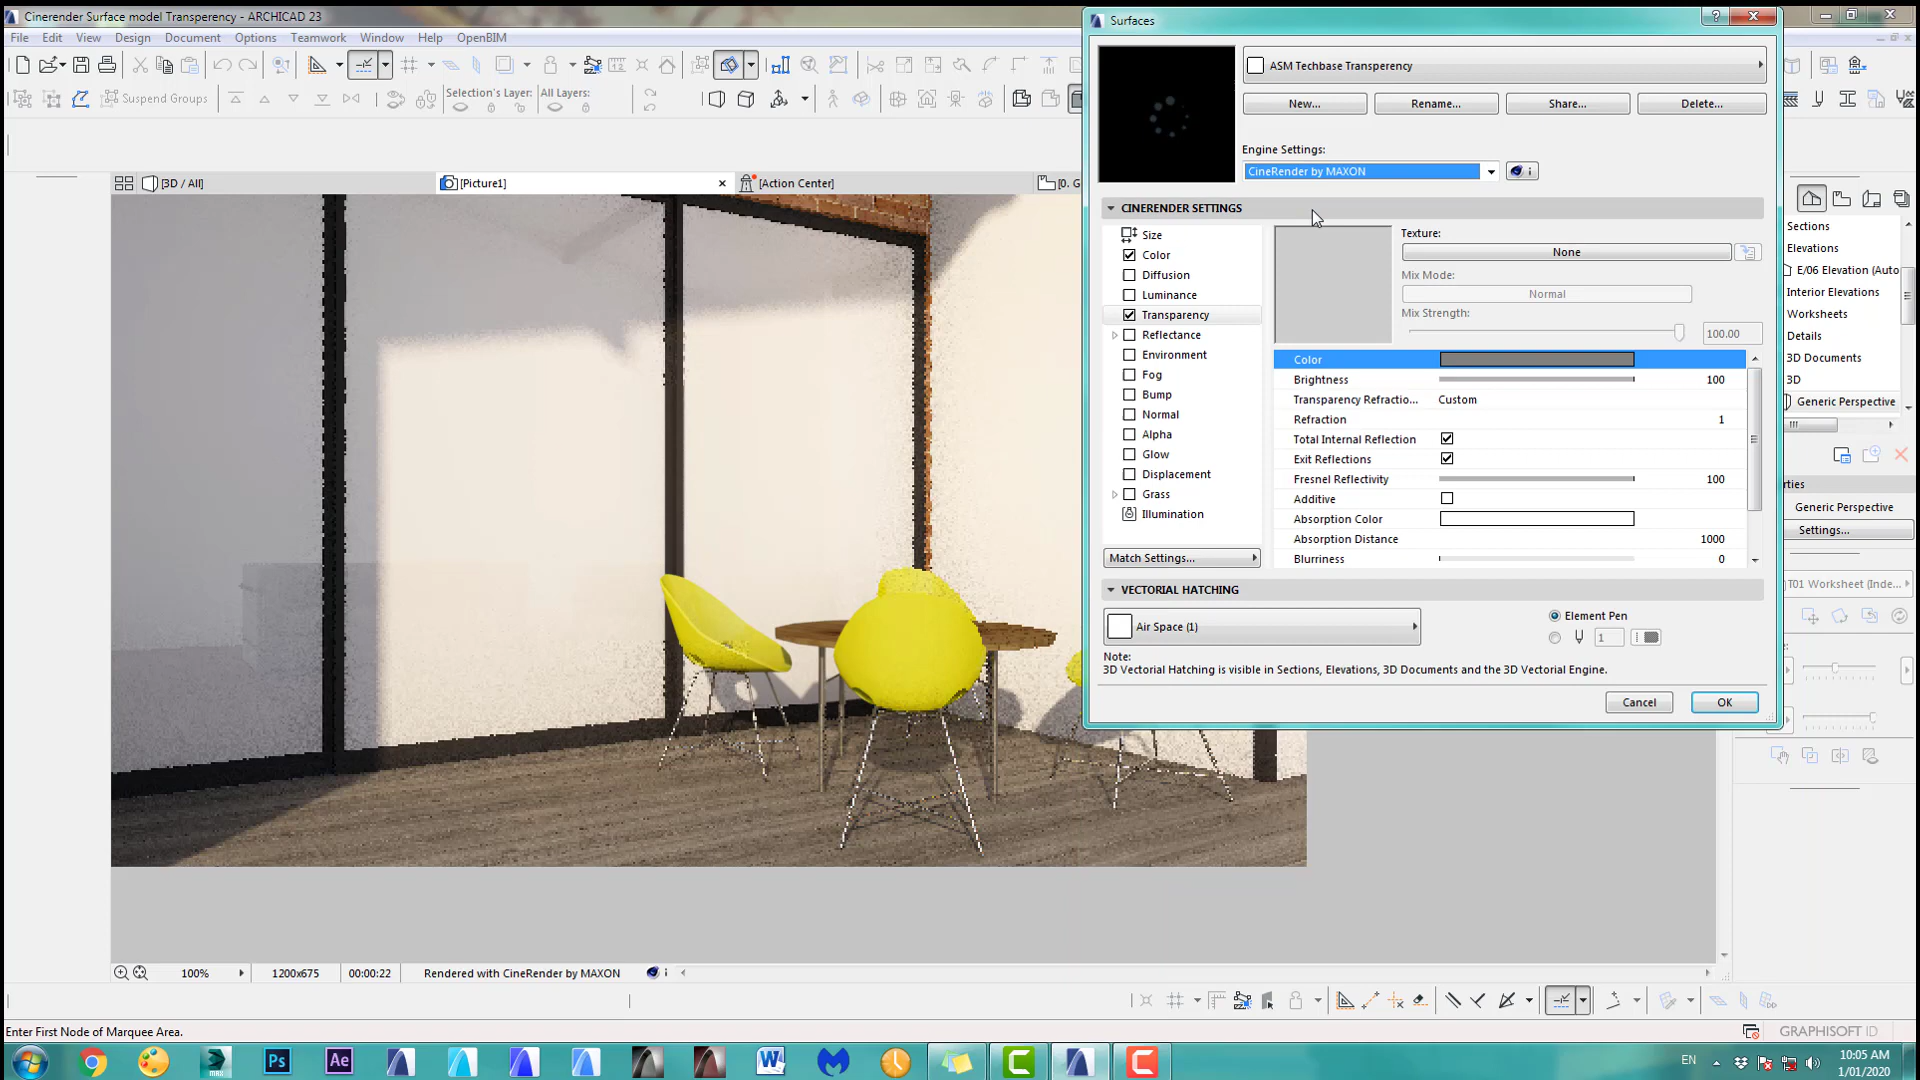 Cinerender Surface model Transparency - ARCHICAD 23
File Edit View Design Document Options Teamwork Window Help OpenBIM
Suspend Groups
Selection's Layer:
All Layers:
[3D / All]
[Picture1]
[Action Center]
[0. G
Surfaces
ASM Techbase Transperency
New...
Rename...
Share...
Delete...
Engine Settings:
CineRender by MAXON
CINERENDER SETTINGS
Size
Color
Diffusion
Luminance
Transparency
Reflectance
Environment
Fog
Bump
Normal
Alpha
Glow
Displacement
Grass
Illumination
Match Settings...
Texture:
None
Mix Mode:
Normal
Mix Strength:
100.00
Color
Brightness 100
Transparency Refractio... Custom
Refraction 1
Total Internal Reflection
Exit Reflections
Fresnel Reflectivity 100
Additive
Absorption Color
Absorption Distance 1000
Blurriness 0
VECTORIAL HATCHING
Air Space (1)
Element Pen
1
Note:
3D Vectorial Hatching is visible in Sections, Elevations, 3D Documents and the 3D Vectorial Engine.
Cancel
OK
Sections
Elevations
E/06 Elevation (Auto
Interior Elevations
Worksheets
Details
3D Documents
3D
Generic Perspective
rties
Generic Perspective
Settings...
T01 Worksheet (Inde...
100%
1200x675
00:00:22
Rendered with CineRender by MAXON
Enter First Node of Marquee Area.
GRAPHISOFT ID
MAX
Ps
Ae
W
C
C
EN
10:05 AM
1/01/2020